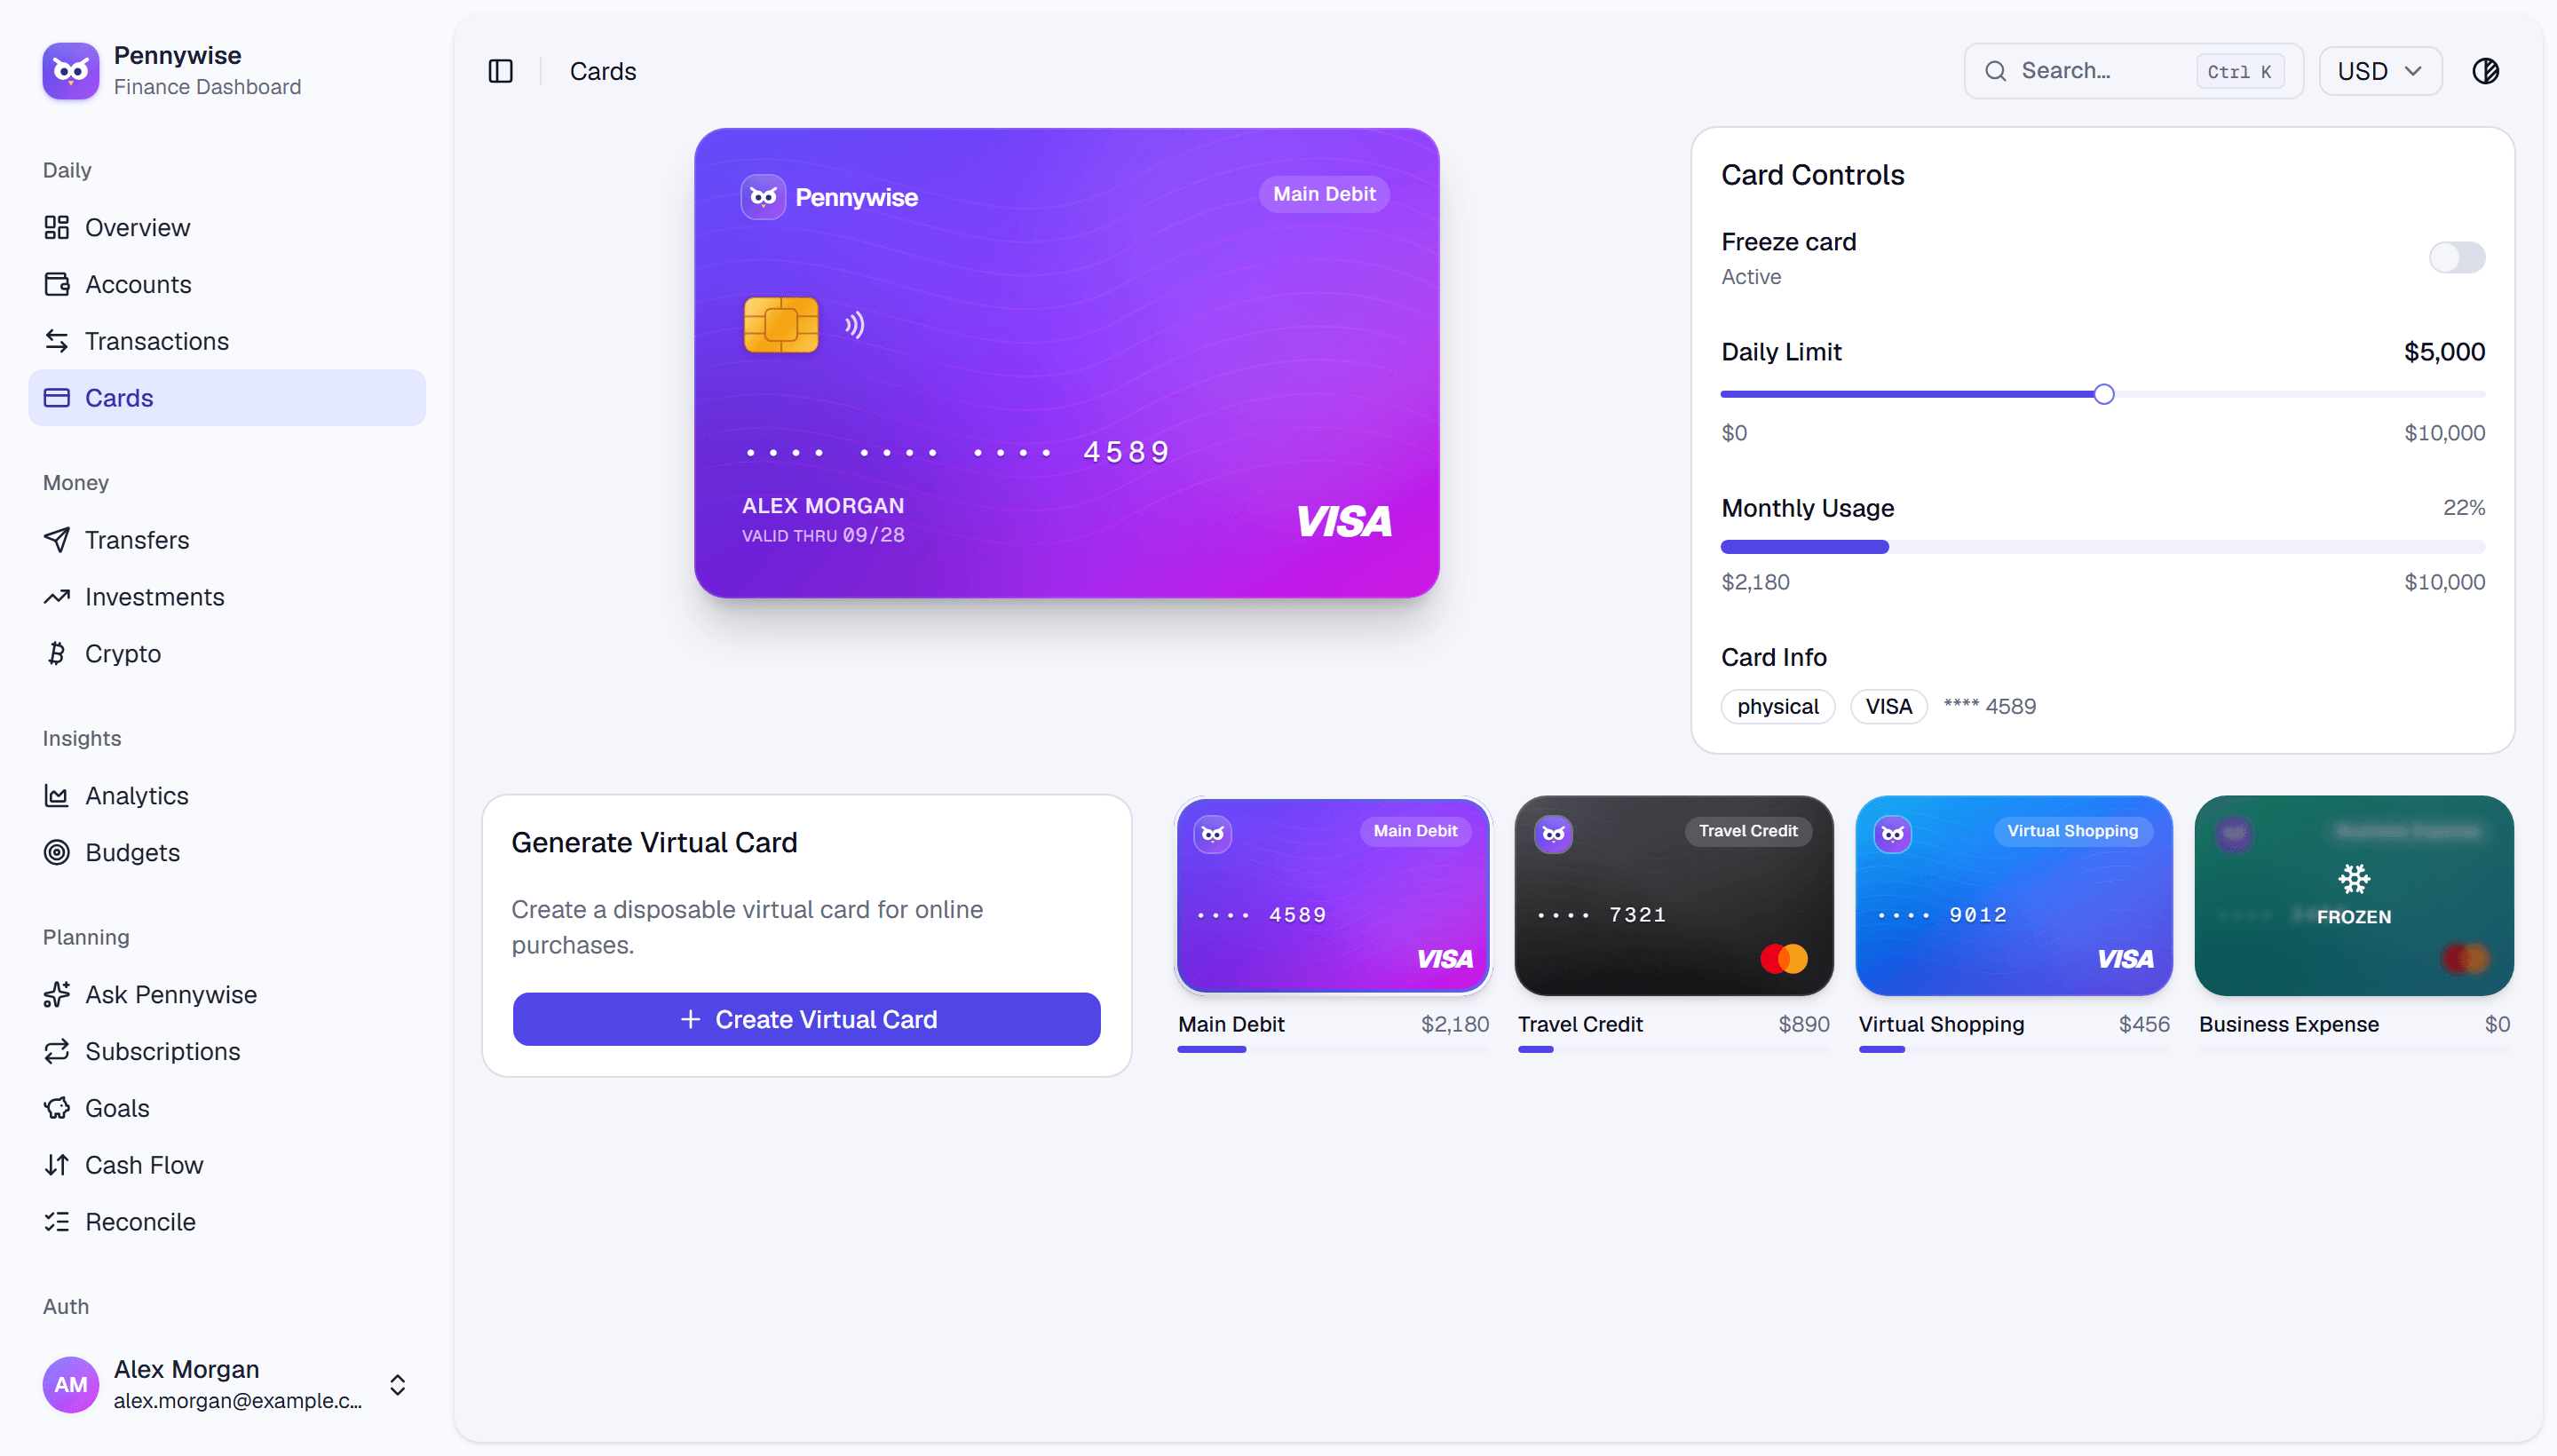 Pennywise
Finance Dashboard
Daily
Overview
Accounts
Transactions
Cards
Money
Transfers
Investments
Crypto
Insights
Analytics
Budgets
Planning
Ask Pennywise
Subscriptions
Goals
Cash Flow
Reconcile
Auth
AM
Alex Morgan
alex.morgan@example.c...
Cards
Search...
Ctrl K
USD
Pennywise
Main Debit
•••• •••• •••• 4589
ALEX MORGAN
VALID THRU 09/28
VISA
Card Controls
Freeze card
Active
Daily Limit
$5,000
$0
$10,000
Monthly Usage
22%
$2,180
$10,000
Card Info
physical
VISA
**** 4589
Generate Virtual Card
Create a disposable virtual card for online
purchases.
Create Virtual Card
Main Debit
•••• 4589
VISA
Main Debit
$2,180
Travel Credit
•••• 7321
Travel Credit
$890
Virtual Shopping
•••• 9012
VISA
Virtual Shopping
$456
Business Expense
FROZEN
Business Expense
$0